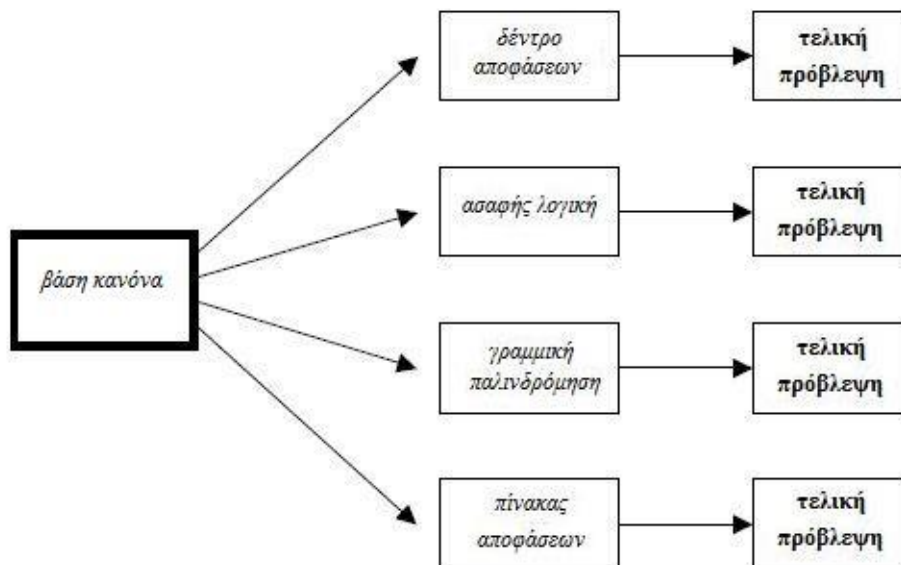 δέντρο
αποφάσεων
τελική
πρόβλεψη
ασαφής λογική
τελική
πρόβλεψη
βάση κανόνα
γραμμική
παλινδρόμηση
τελική
πρόβλεψη
πίνακας
αποφάσεων
τελική
πρόβλεψη